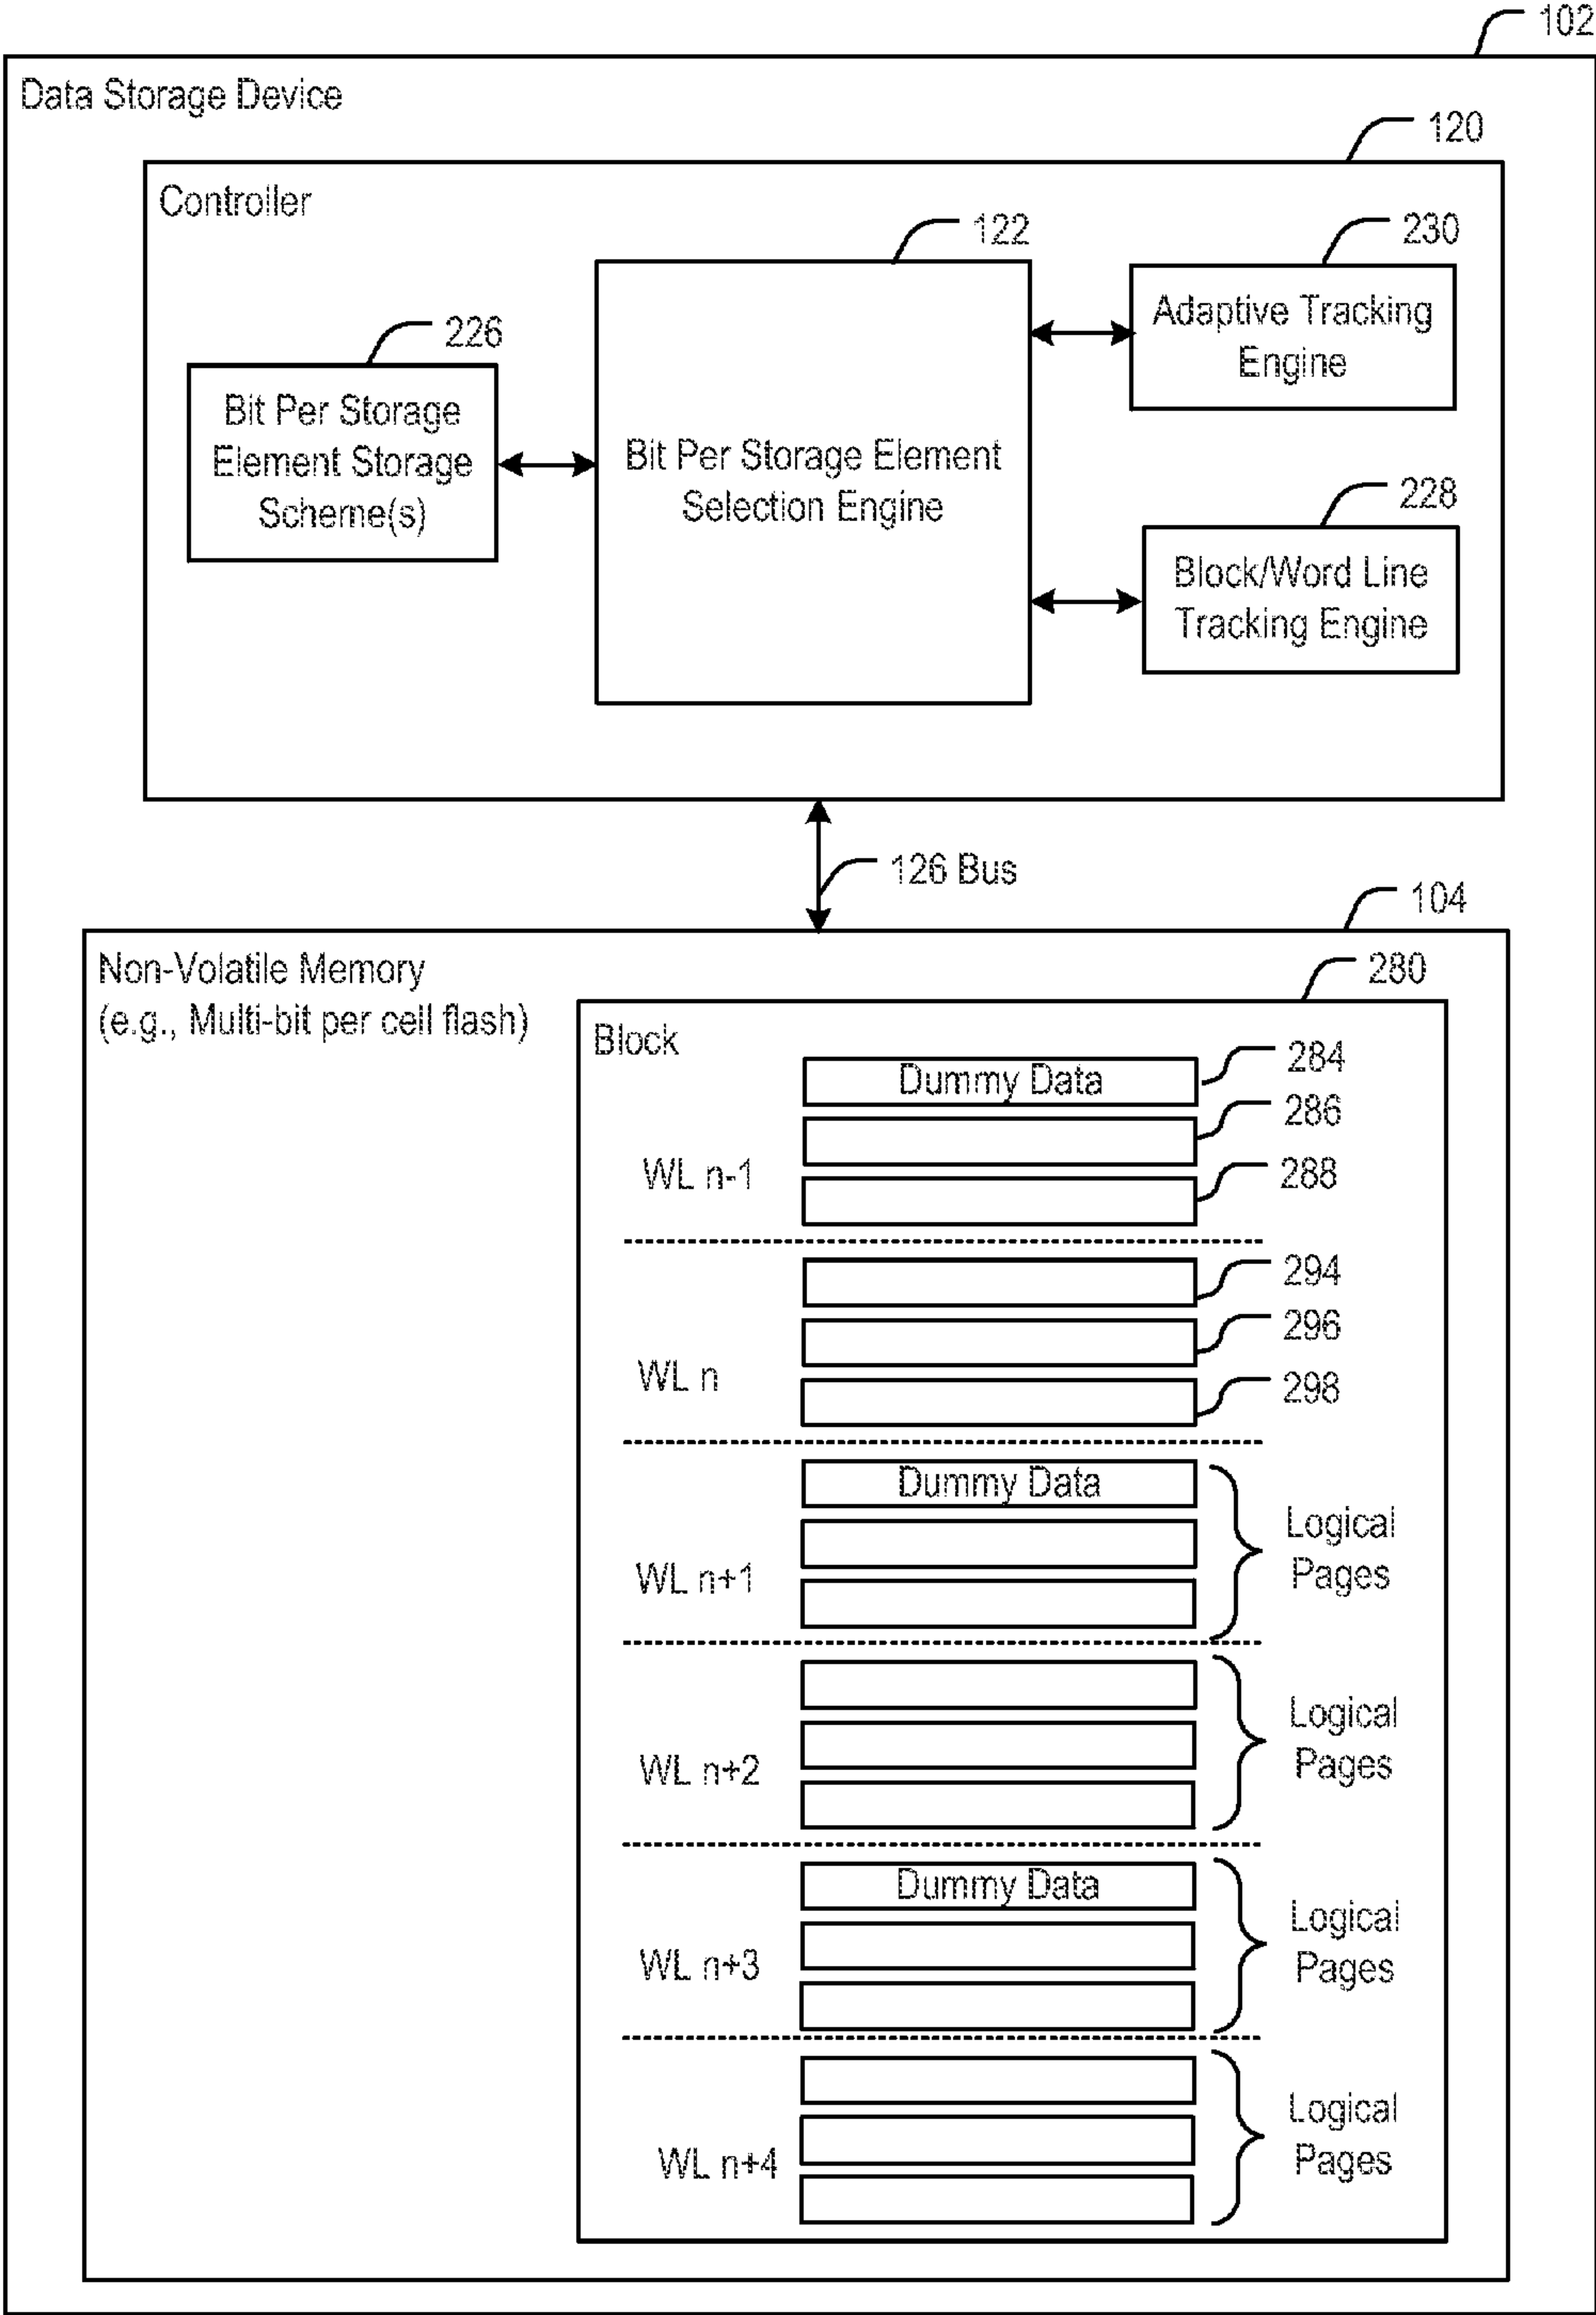 102
Data Storage Device
120
Controller
122
230
Adaptive Tracking
Engine
226
Bit Per Storage
Element Storage
Scheme(s)
Bit Per Storage Element
Selection Engine
228
Block/Word Line
Tracking Engine
126 Bus
104
Non-Volatile Memory
(e.g., Multi-bit per cell flash)
280
Block
Dummy Data
284
286
WL n-1
288
294
296
WL n
298
Dummy Data
Logical
Pages
WL n+1
Logical
Pages
WL n+2
Dummy Data
Logical
Pages
WL n+3
Logical
Pages
WL n+4